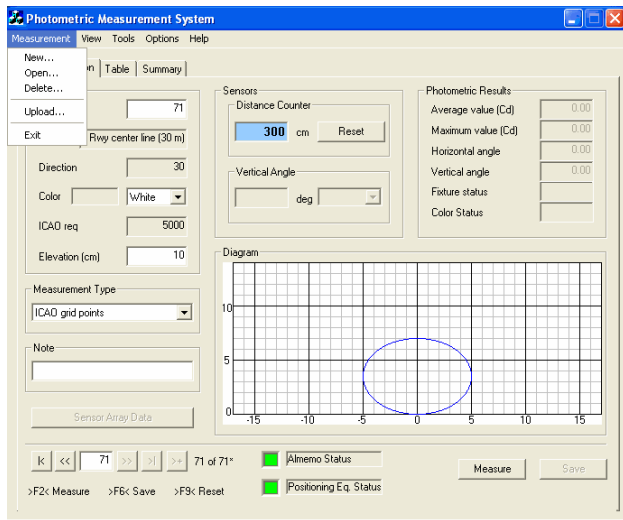 Photometric Measurement System
Measurement View Tools Options Help
New...
Open...
Delete...
Upload...
Exit
Table
Summary
71
Rwy center line (30 m)
Direction 30
Color White
ICAO req 5000
Elevation (cm) 10
Measurement Type
ICAO grid points
Note
Sensor Array Data
Sensors
Distance Counter
300 cm Reset
Vertical Angle
deg
Photometric Results
Average value (Cd) 0.00
Maximum value (Cd) 0.00
Horizontal angle 0.00
Vertical angle 0.00
Fixture status
Color Status
Diagram
10
5
0
-15 -10 -5 0 5 10 15
|< << 71 >> >| >+ 71 of 71*
>F2< Measure >F6< Save >F9< Reset
Almemo Status
Positioning Eq. Status
Measure Save